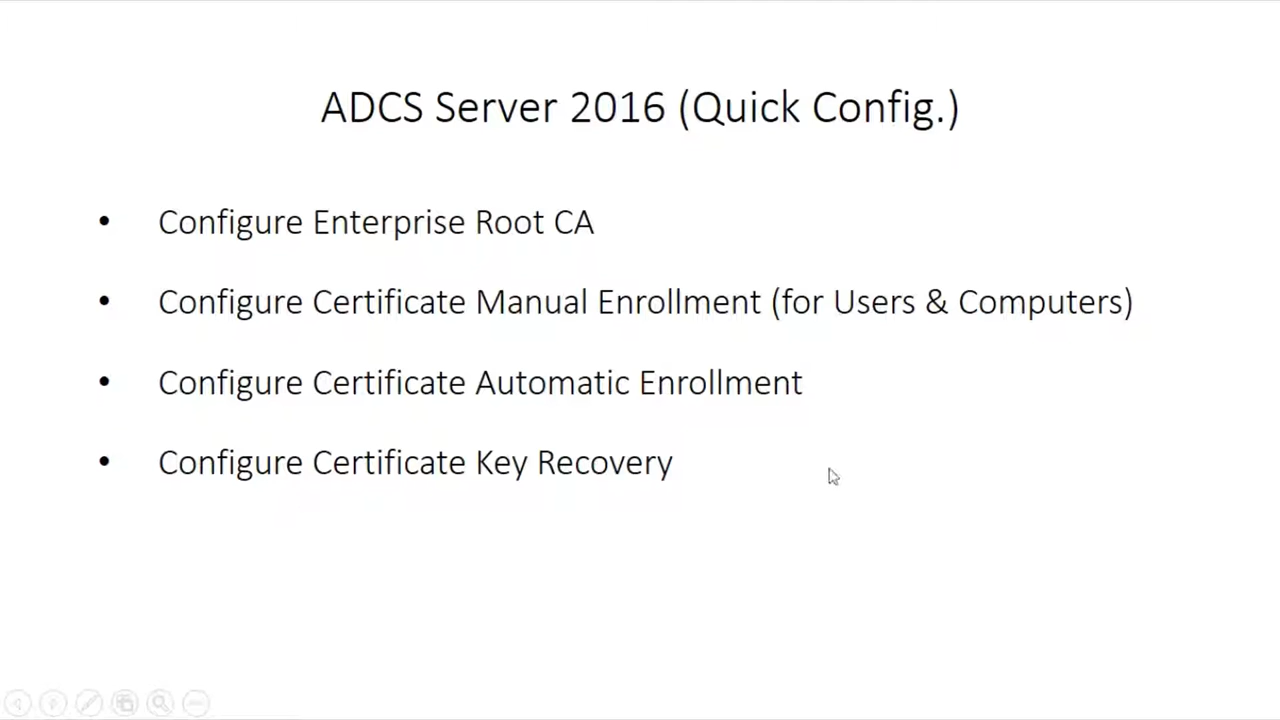 ADCS Server 2016 (Quick Config.)
• Configure Enterprise Root CA
• Configure Certificate Manual Enrollment (for Users & Computers)
• Configure Certificate Automatic Enrollment
• Configure Certificate Key Recovery